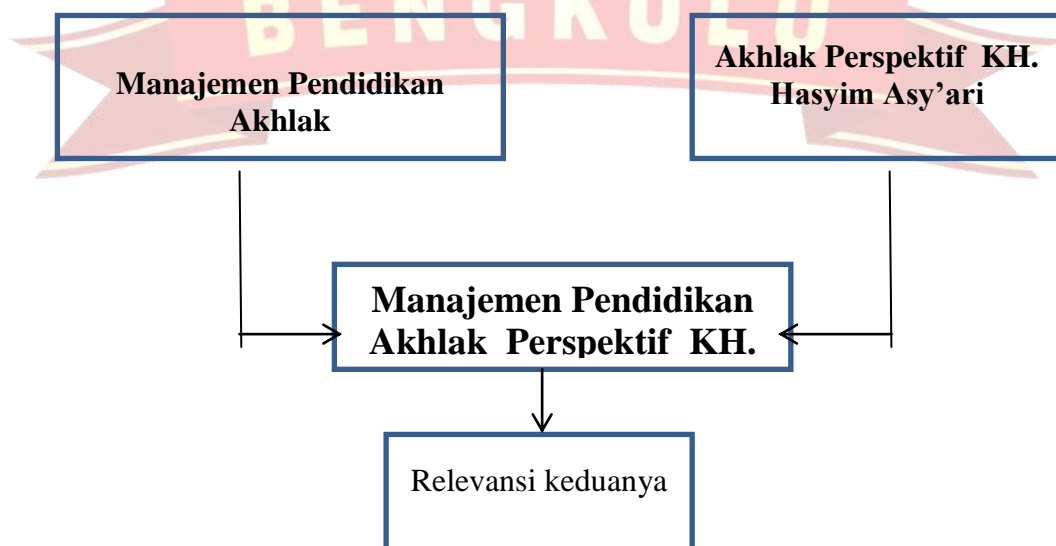 BENGKULU
Manajemen Pendidikan
Akhlak
Akhlak Perspektif KH.
Hasyim Asy’ari
Manajemen Pendidikan
Akhlak Perspektif KH.
Relevansi keduanya